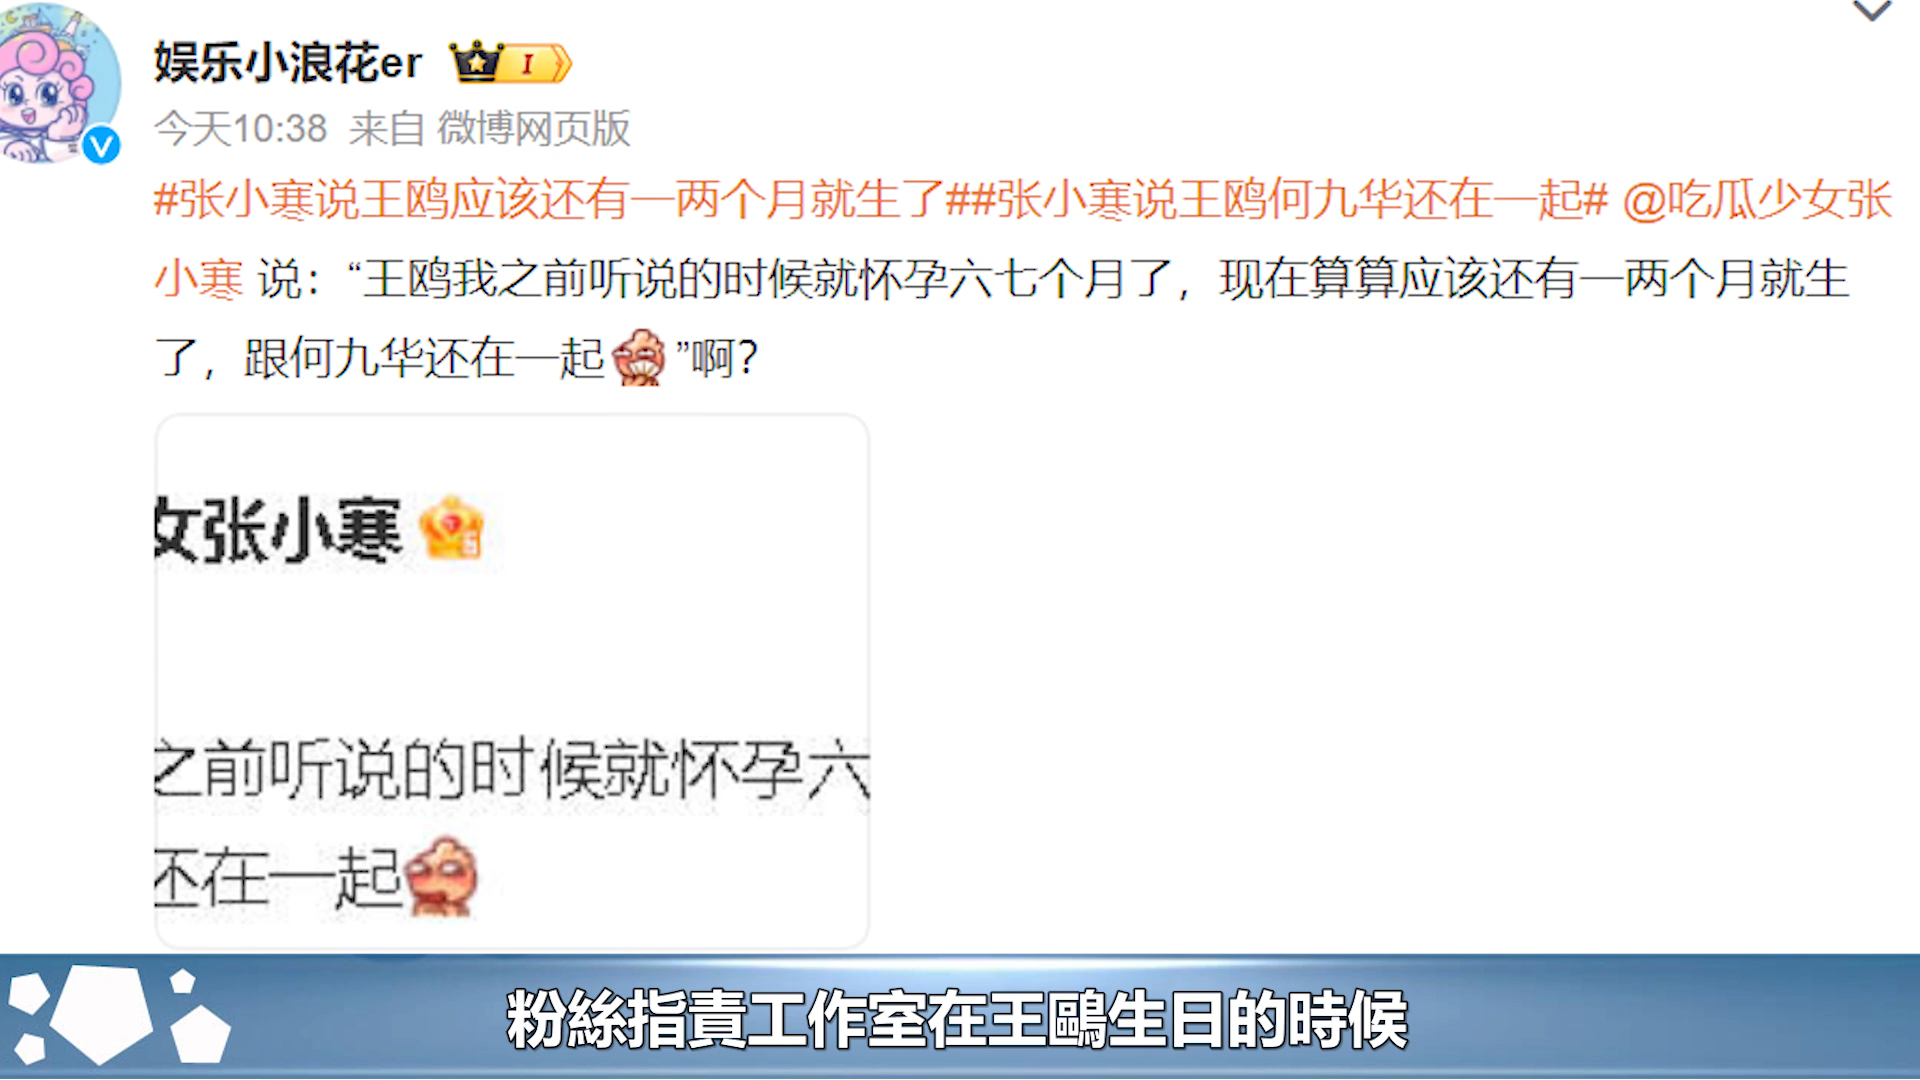 娱乐小浪花er I
今天10:38 来自 微博网页版
#张小寒说王鸥应该还有一两个月就生了##张小寒说王鸥何九华还在一起# @吃瓜少女张
小寒 说：“王鸥我之前听说的时候就怀孕六七个月了，现在算算应该还有一两个月就生
了，跟何九华还在一起”啊？
女张小寒
之前听说的时候就怀孕六
还在一起
粉絲指責工作室在王鷗生日的時候